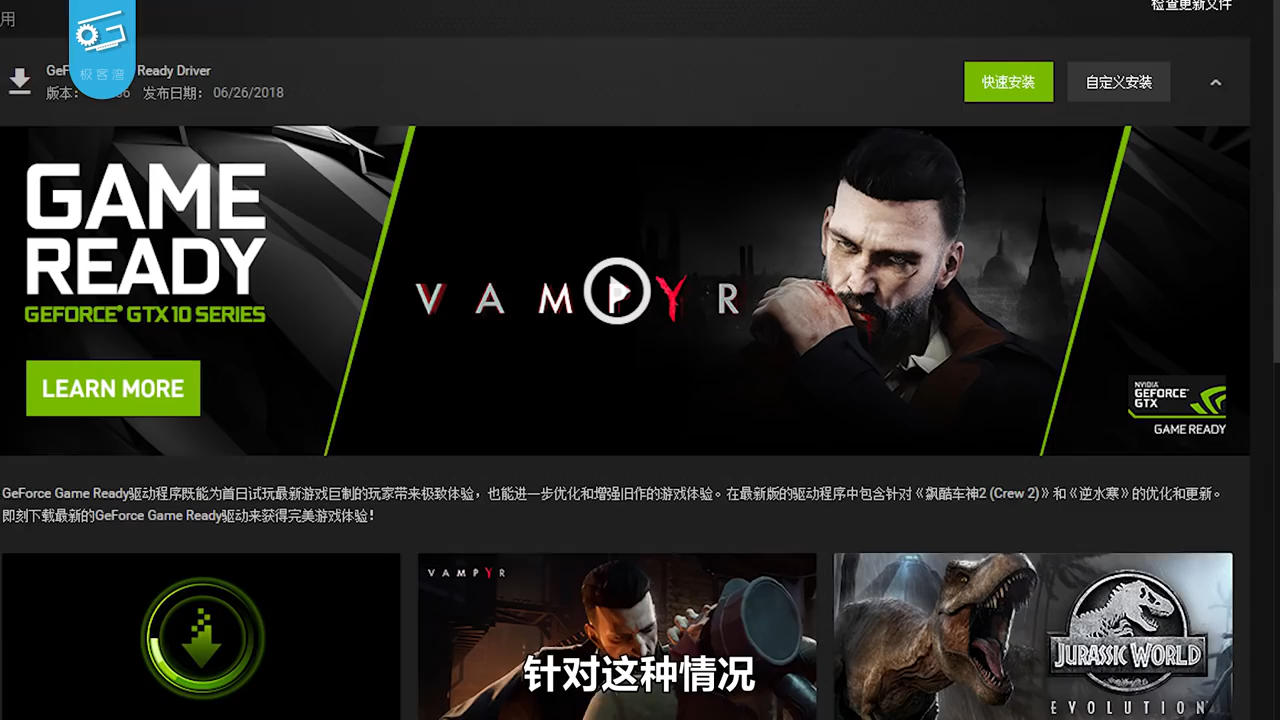 用
检查更新文件
极客湾
GeF Ready Driver
版本： 6 发布日期： 06/26/2018
快速安装
自定义安装
GAME
READY
GEFORCE® GTX 10 SERIES
LEARN MORE
VAMPYR
NVIDIA
GEFORCE®
GTX
GAME READY
GeForce Game Ready驱动程序既能为首日试玩最新游戏巨制的玩家带来极致体验，也能进一步优化和增强旧作的游戏体验。在最新版的驱动程序中包含针对《飙酷车神2 (Crew 2)》和《逆水寒》的优化和更新。
即刻下载最新的GeForce Game Ready驱动来获得完美游戏体验！
VAMPYR
JURASSIC WORLD
EVOLUTION
针对这种情况